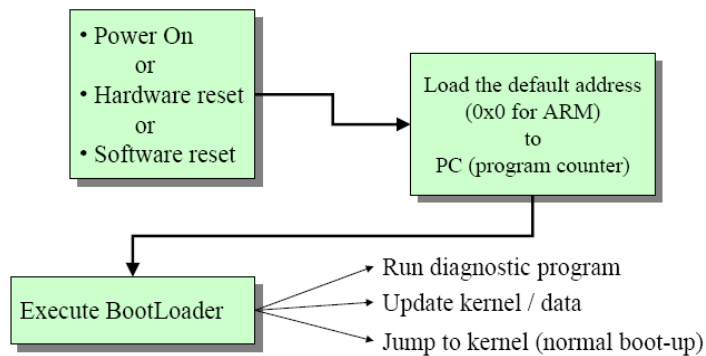 • Power On
or
• Hardware reset
or
• Software reset
Load the default address
(0x0 for ARM)
to
PC (program counter)
Execute BootLoader
Run diagnostic program
Update kernel / data
Jump to kernel (normal boot-up)